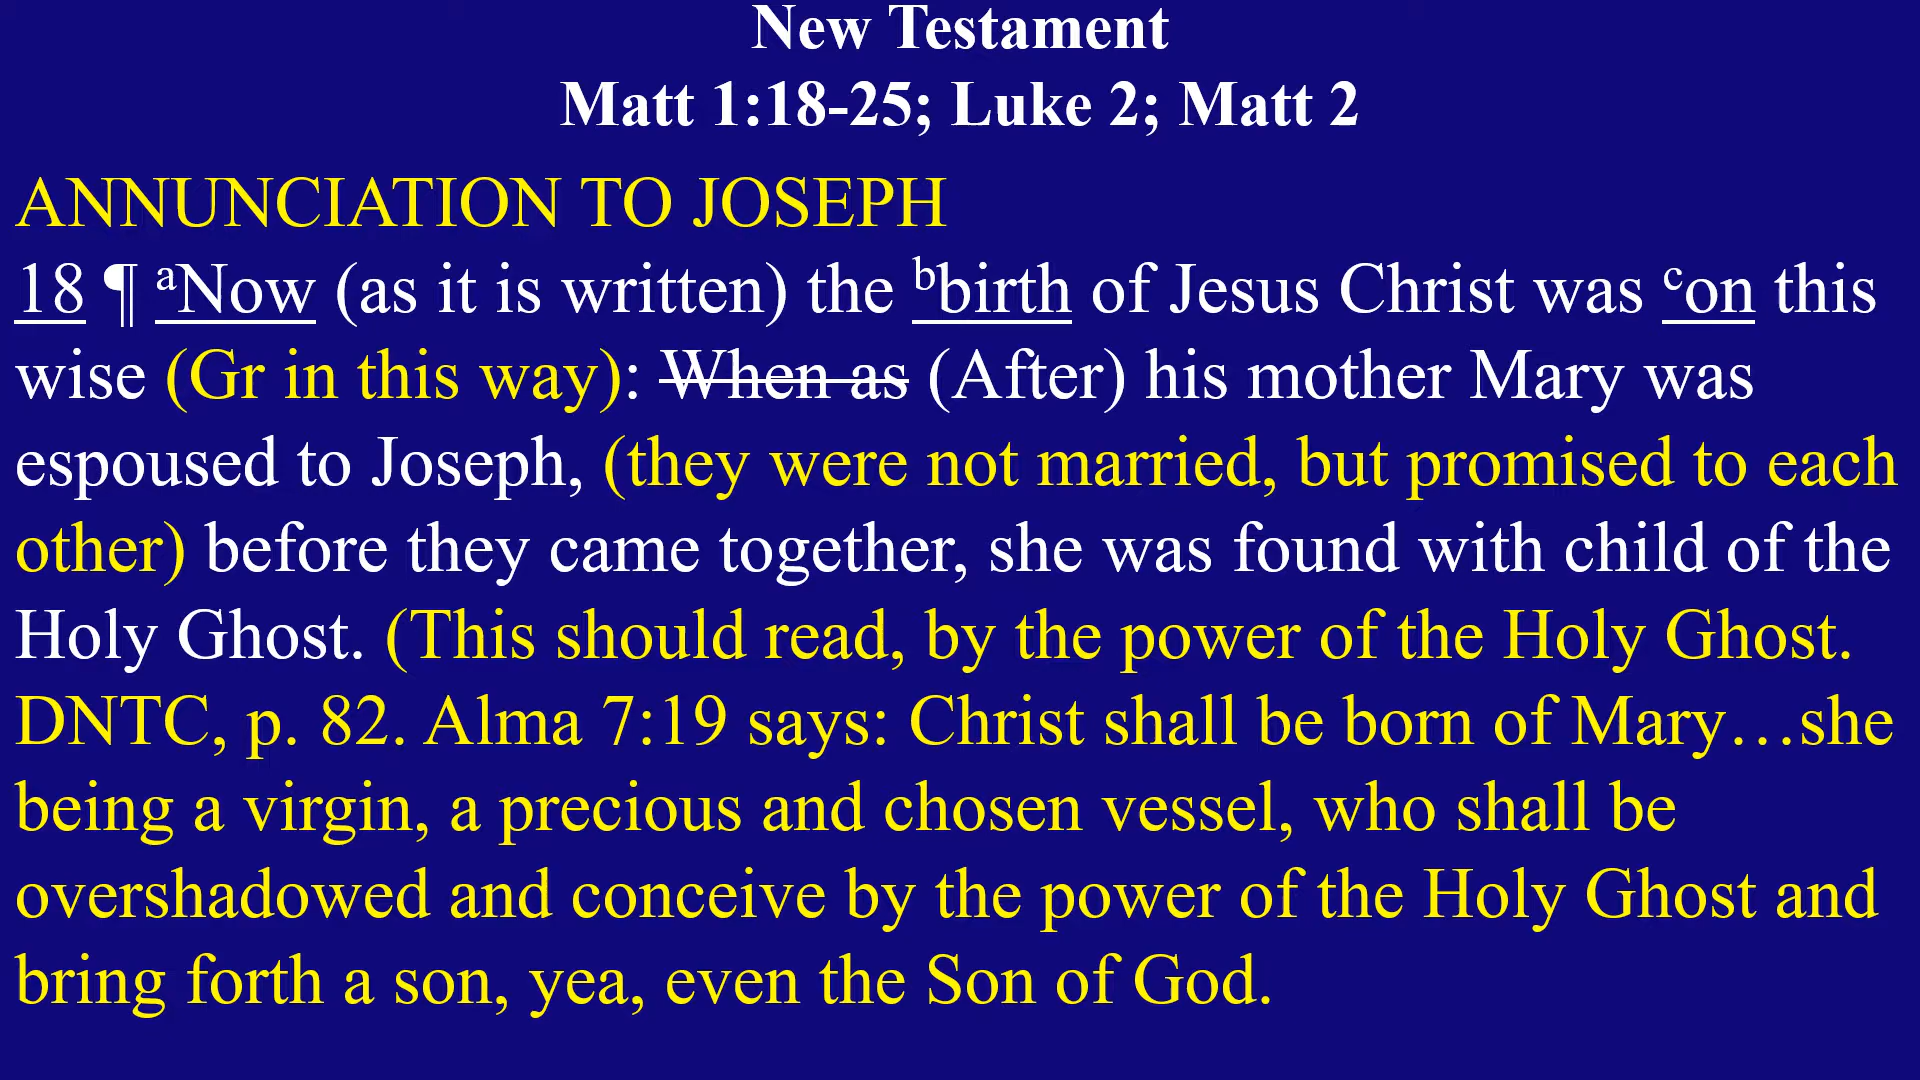 New Testament
Matt 1:18-25; Luke 2; Matt 2
ANNUNCIATION TO JOSEPH
18 ¶ aNow (as it is written) the bbirth of Jesus Christ was con this
wise (Gr in this way): When as (After) his mother Mary was
espoused to Joseph, (they were not married, but promised to each
other) before they came together, she was found with child of the
Holy Ghost. (This should read, by the power of the Holy Ghost.
DNTC, p. 82. Alma 7:19 says: Christ shall be born of Mary…she
being a virgin, a precious and chosen vessel, who shall be
overshadowed and conceive by the power of the Holy Ghost and
bring forth a son, yea, even the Son of God.